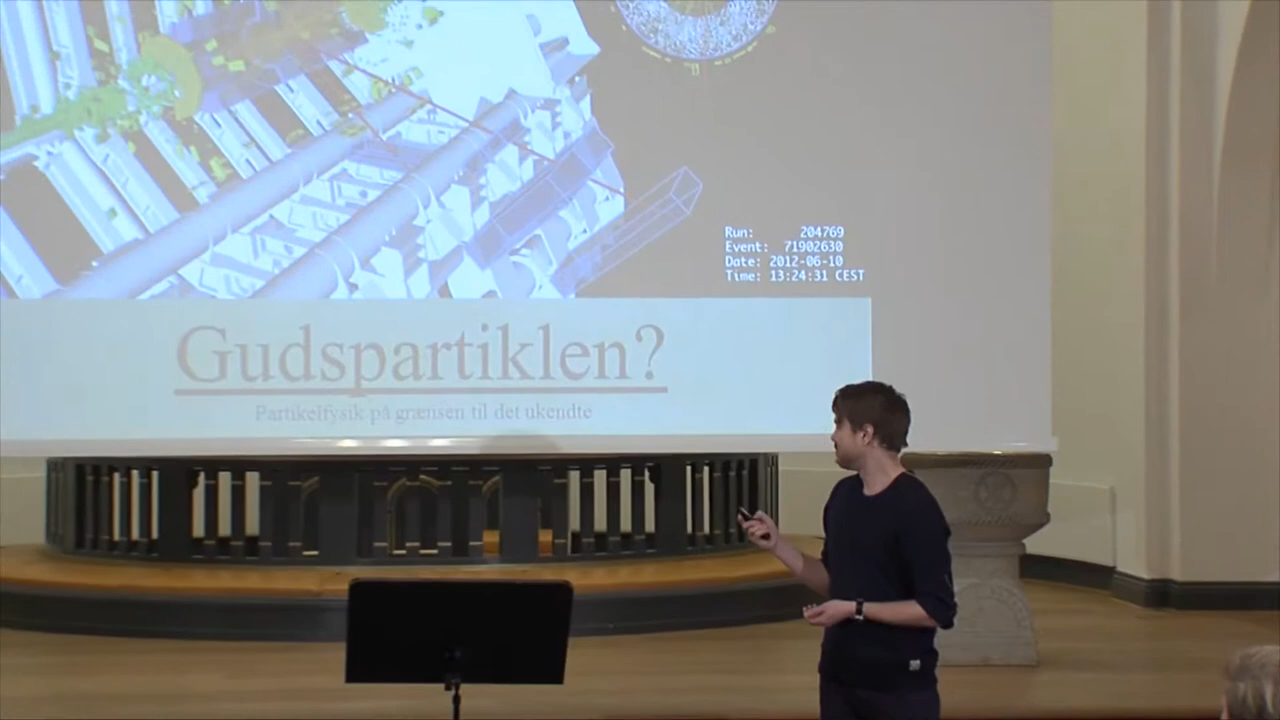 Run: 204769
Event: 71902630
Date: 2012-06-10
Time: 13:24:31 CEST
Gudspartiklen?
Partikelfysik på grænsen til det ukendte